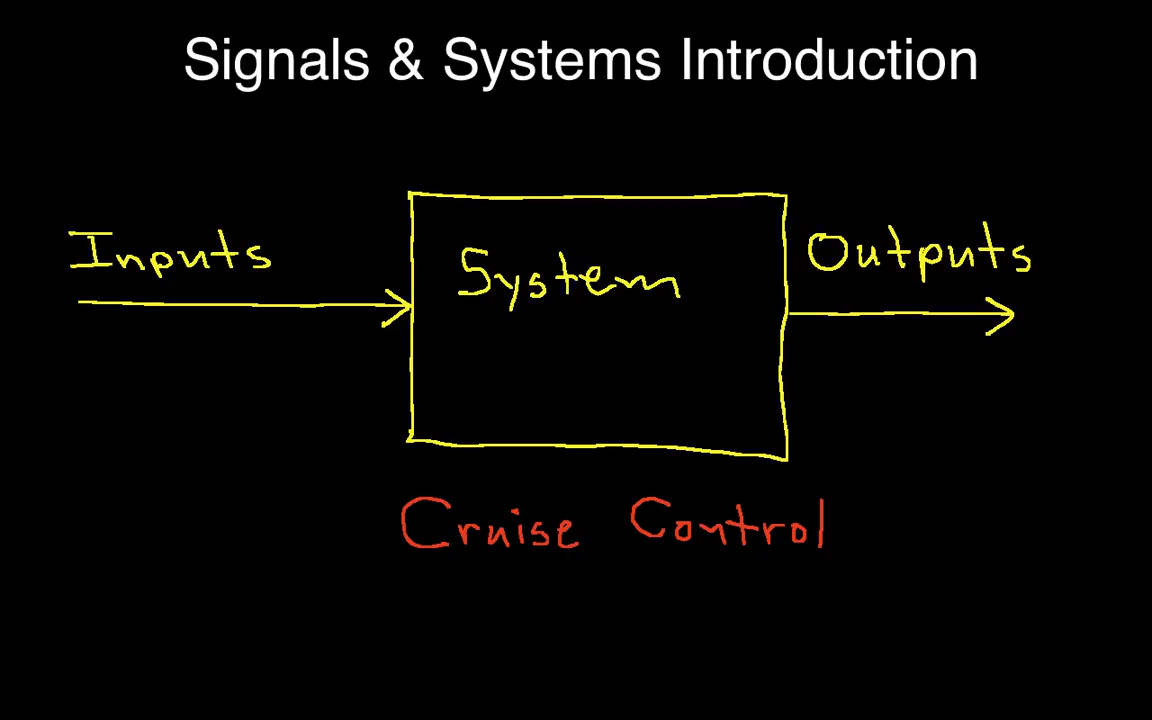 Signals & Systems Introduction
Inputs
System
Outputs
Cruise Control